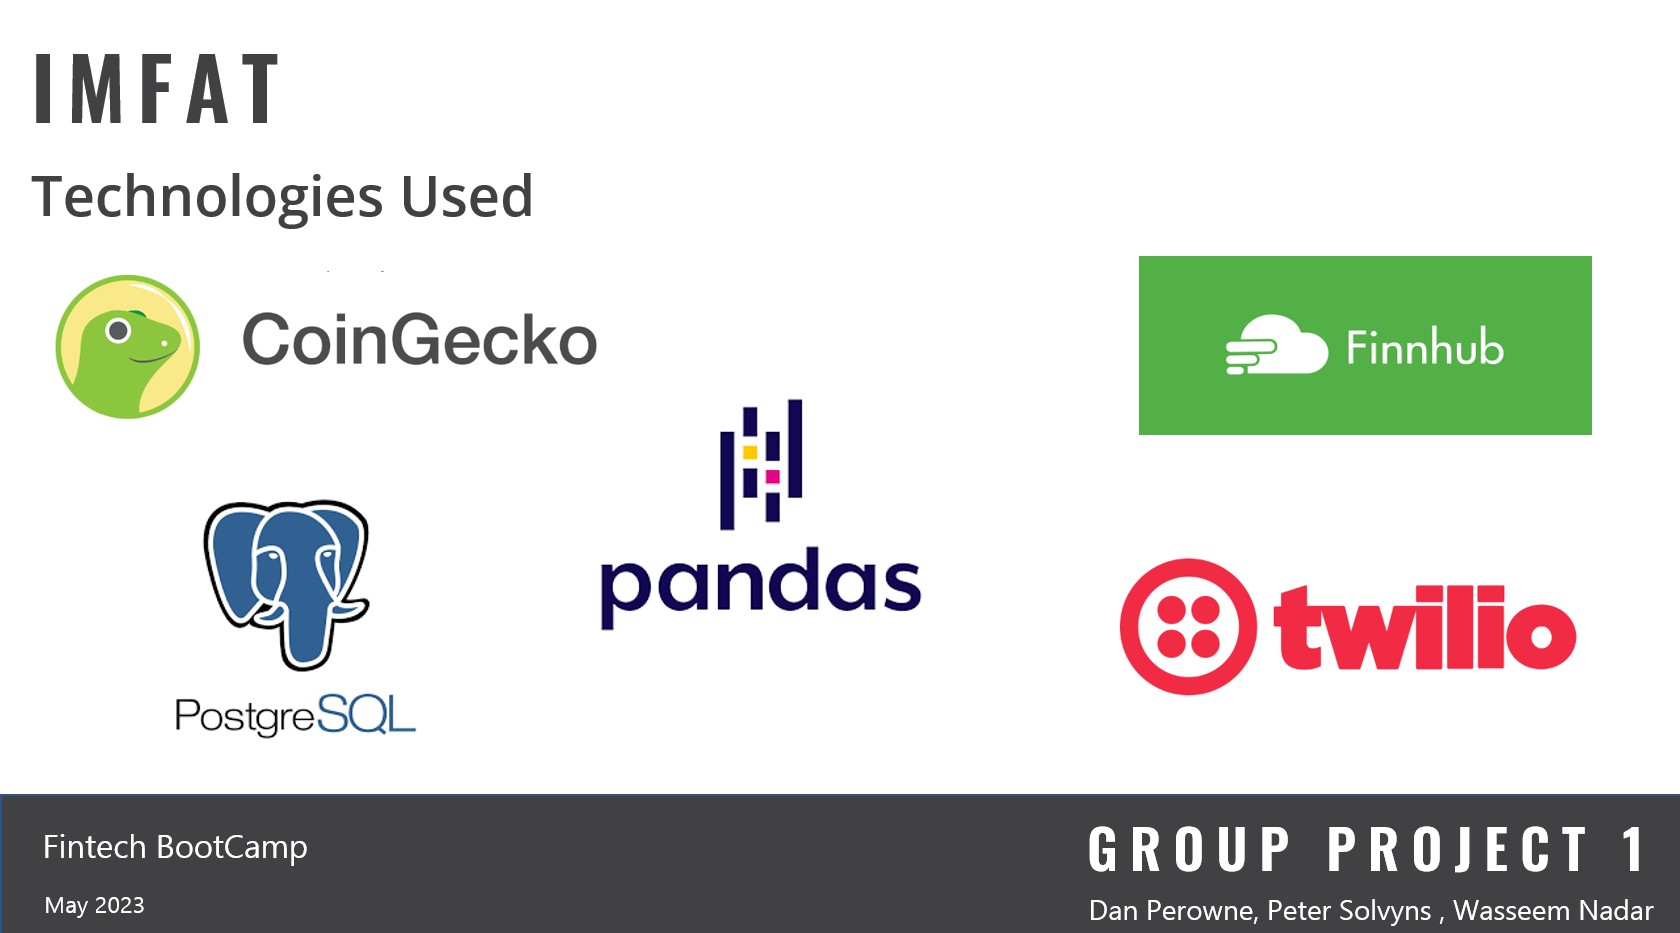 IMFAT
Technologies Used
CoinGecko
Finnhub
pandas
PostgreSQL
twilio
Fintech BootCamp
GROUP PROJECT 1
May 2023
Dan Perowne, Peter Solvyns , Wasseem Nadar